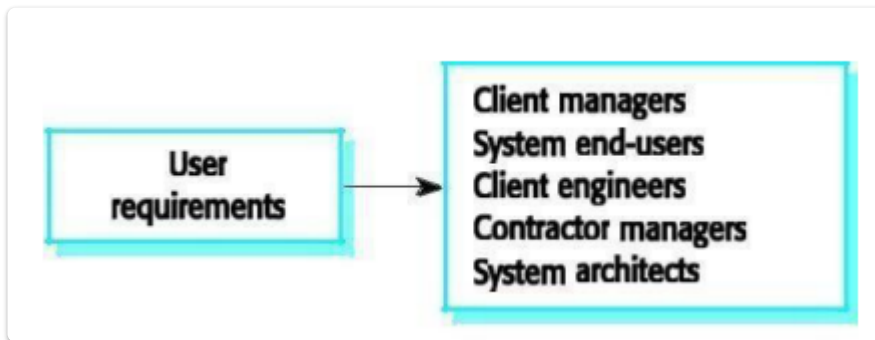 User
requirements
Client managers
System end-users
Client engineers
Contractor managers
System architects